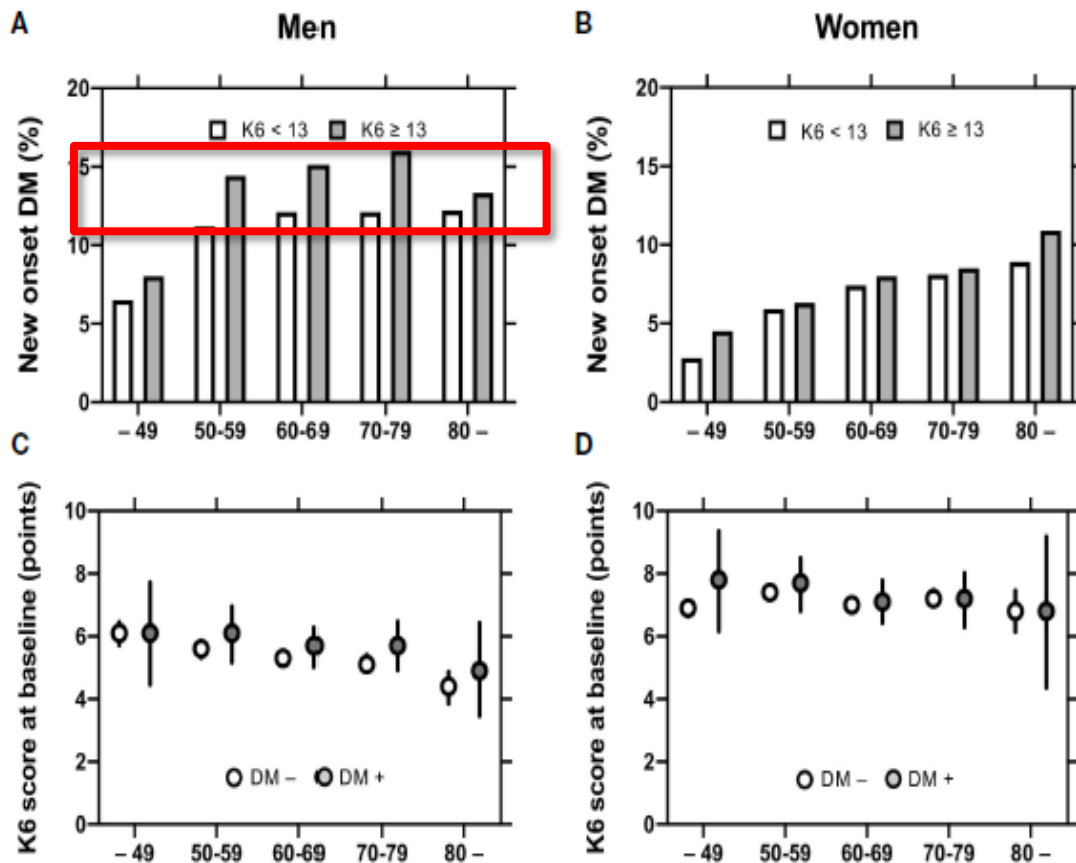 A Men
20
15
10
5
0
New onset DM (%)
K6 < 13 K6 ≥ 13
– 49 50-59 60-69 70-79 80 –
B Women
20
15
10
5
0
New onset DM (%)
K6 < 13 K6 ≥ 13
– 49 50-59 60-69 70-79 80 –
C
10
8
6
4
2
0
K6 score at baseline (points)
DM – DM +
– 49 50-59 60-69 70-79 80 –
D
10
8
6
4
2
0
K6 score at baseline (points)
DM – DM +
– 49 50-59 60-69 70-79 80 –